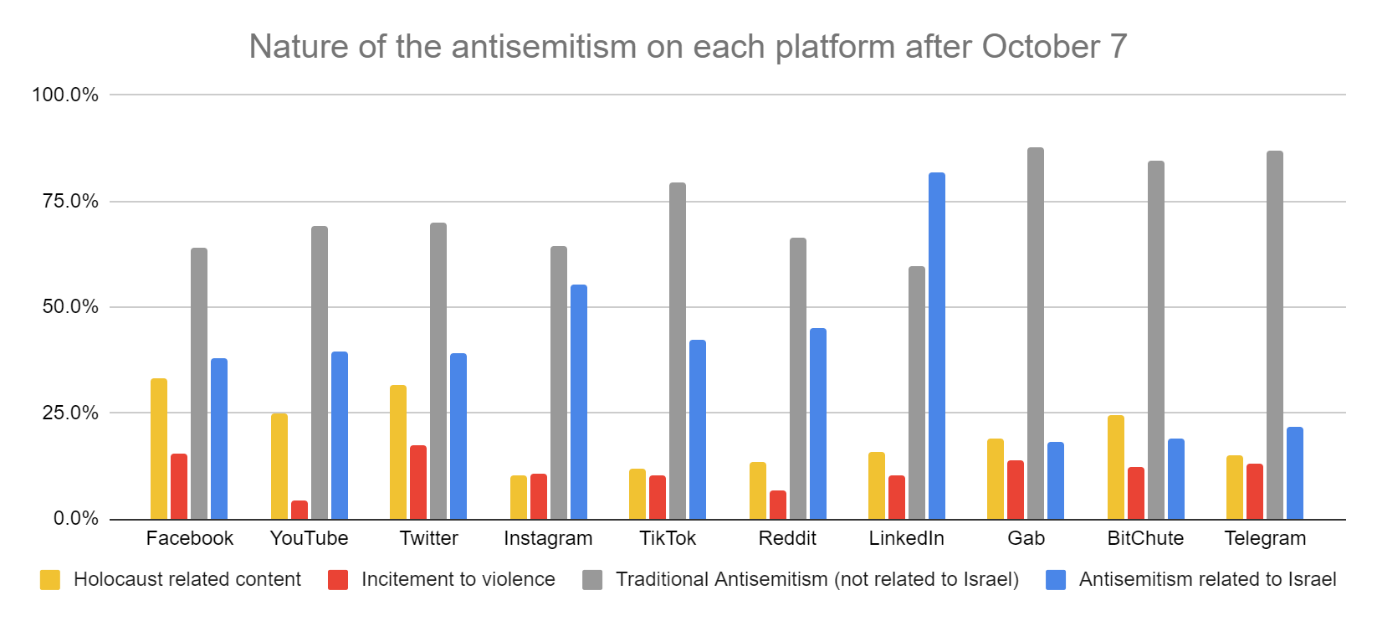 Nature of the antisemitism on each platform after October 7
100.0%
75.0%
50.0%
25.0%
0.0%
Facebook YouTube Twitter Instagram TikTok Reddit LinkedIn Gab BitChute Telegram
Holocaust related content Incitement to violence Traditional Antisemitism (not related to Israel) Antisemitism related to Israel